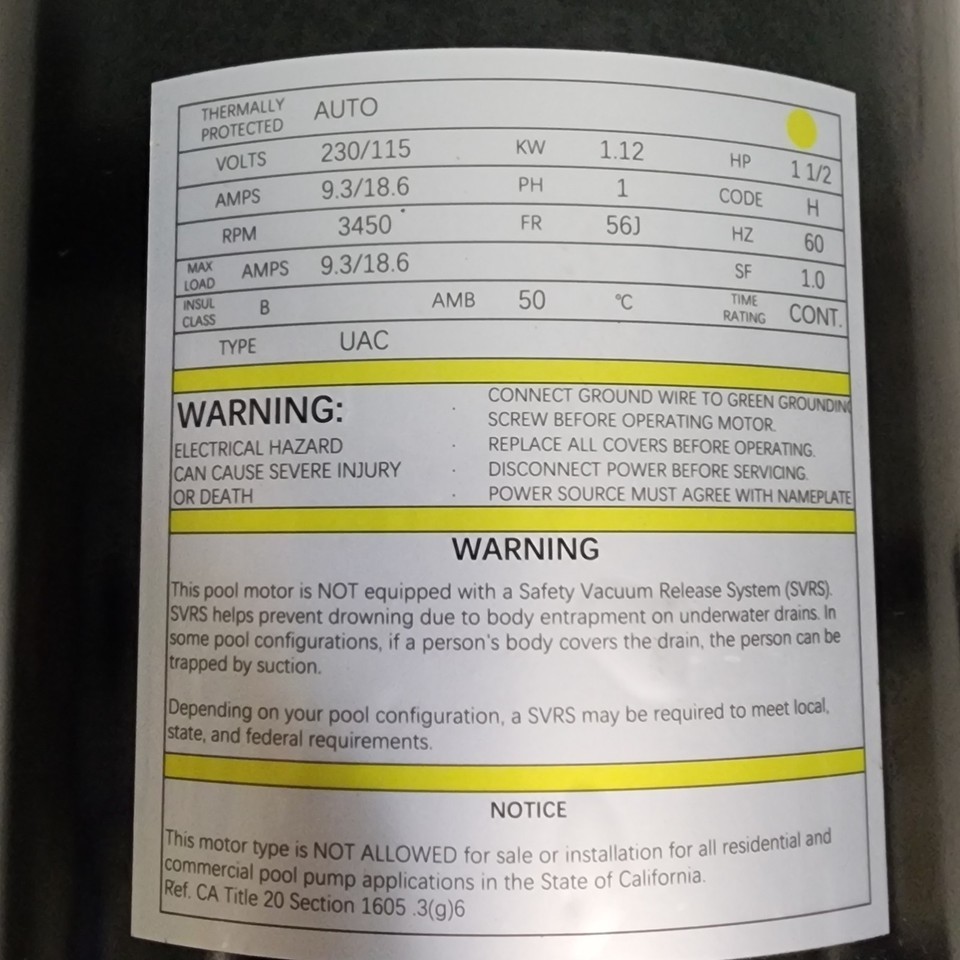 THERMALLY PROTECTED AUTO
VOLTS 230/115 KW 1.12 HP 1 1/2
AMPS 9.3/18.6 PH 1 CODE H
RPM 3450 FR 56J HZ 60
MAX LOAD AMPS 9.3/18.6 SF 1.0
INSUL CLASS B AMB 50 °C TIME RATING CONT.
TYPE UAC
WARNING:
ELECTRICAL HAZARD
CAN CAUSE SEVERE INJURY
OR DEATH
· CONNECT GROUND WIRE TO GREEN GROUNDING
SCREW BEFORE OPERATING MOTOR.
· REPLACE ALL COVERS BEFORE OPERATING.
· DISCONNECT POWER BEFORE SERVICING.
· POWER SOURCE MUST AGREE WITH NAMEPLATE
WARNING
This pool motor is NOT equipped with a Safety Vacuum Release System (SVRS).
SVRS helps prevent drowning due to body entrapment on underwater drains. In
some pool configurations, if a person's body covers the drain, the person can be
trapped by suction.
Depending on your pool configuration, a SVRS may be required to meet local,
state, and federal requirements.
NOTICE
This motor type is NOT ALLOWED for sale or installation for all residential and
commercial pool pump applications in the State of California.
Ref. CA Title 20 Section 1605 .3(g)6